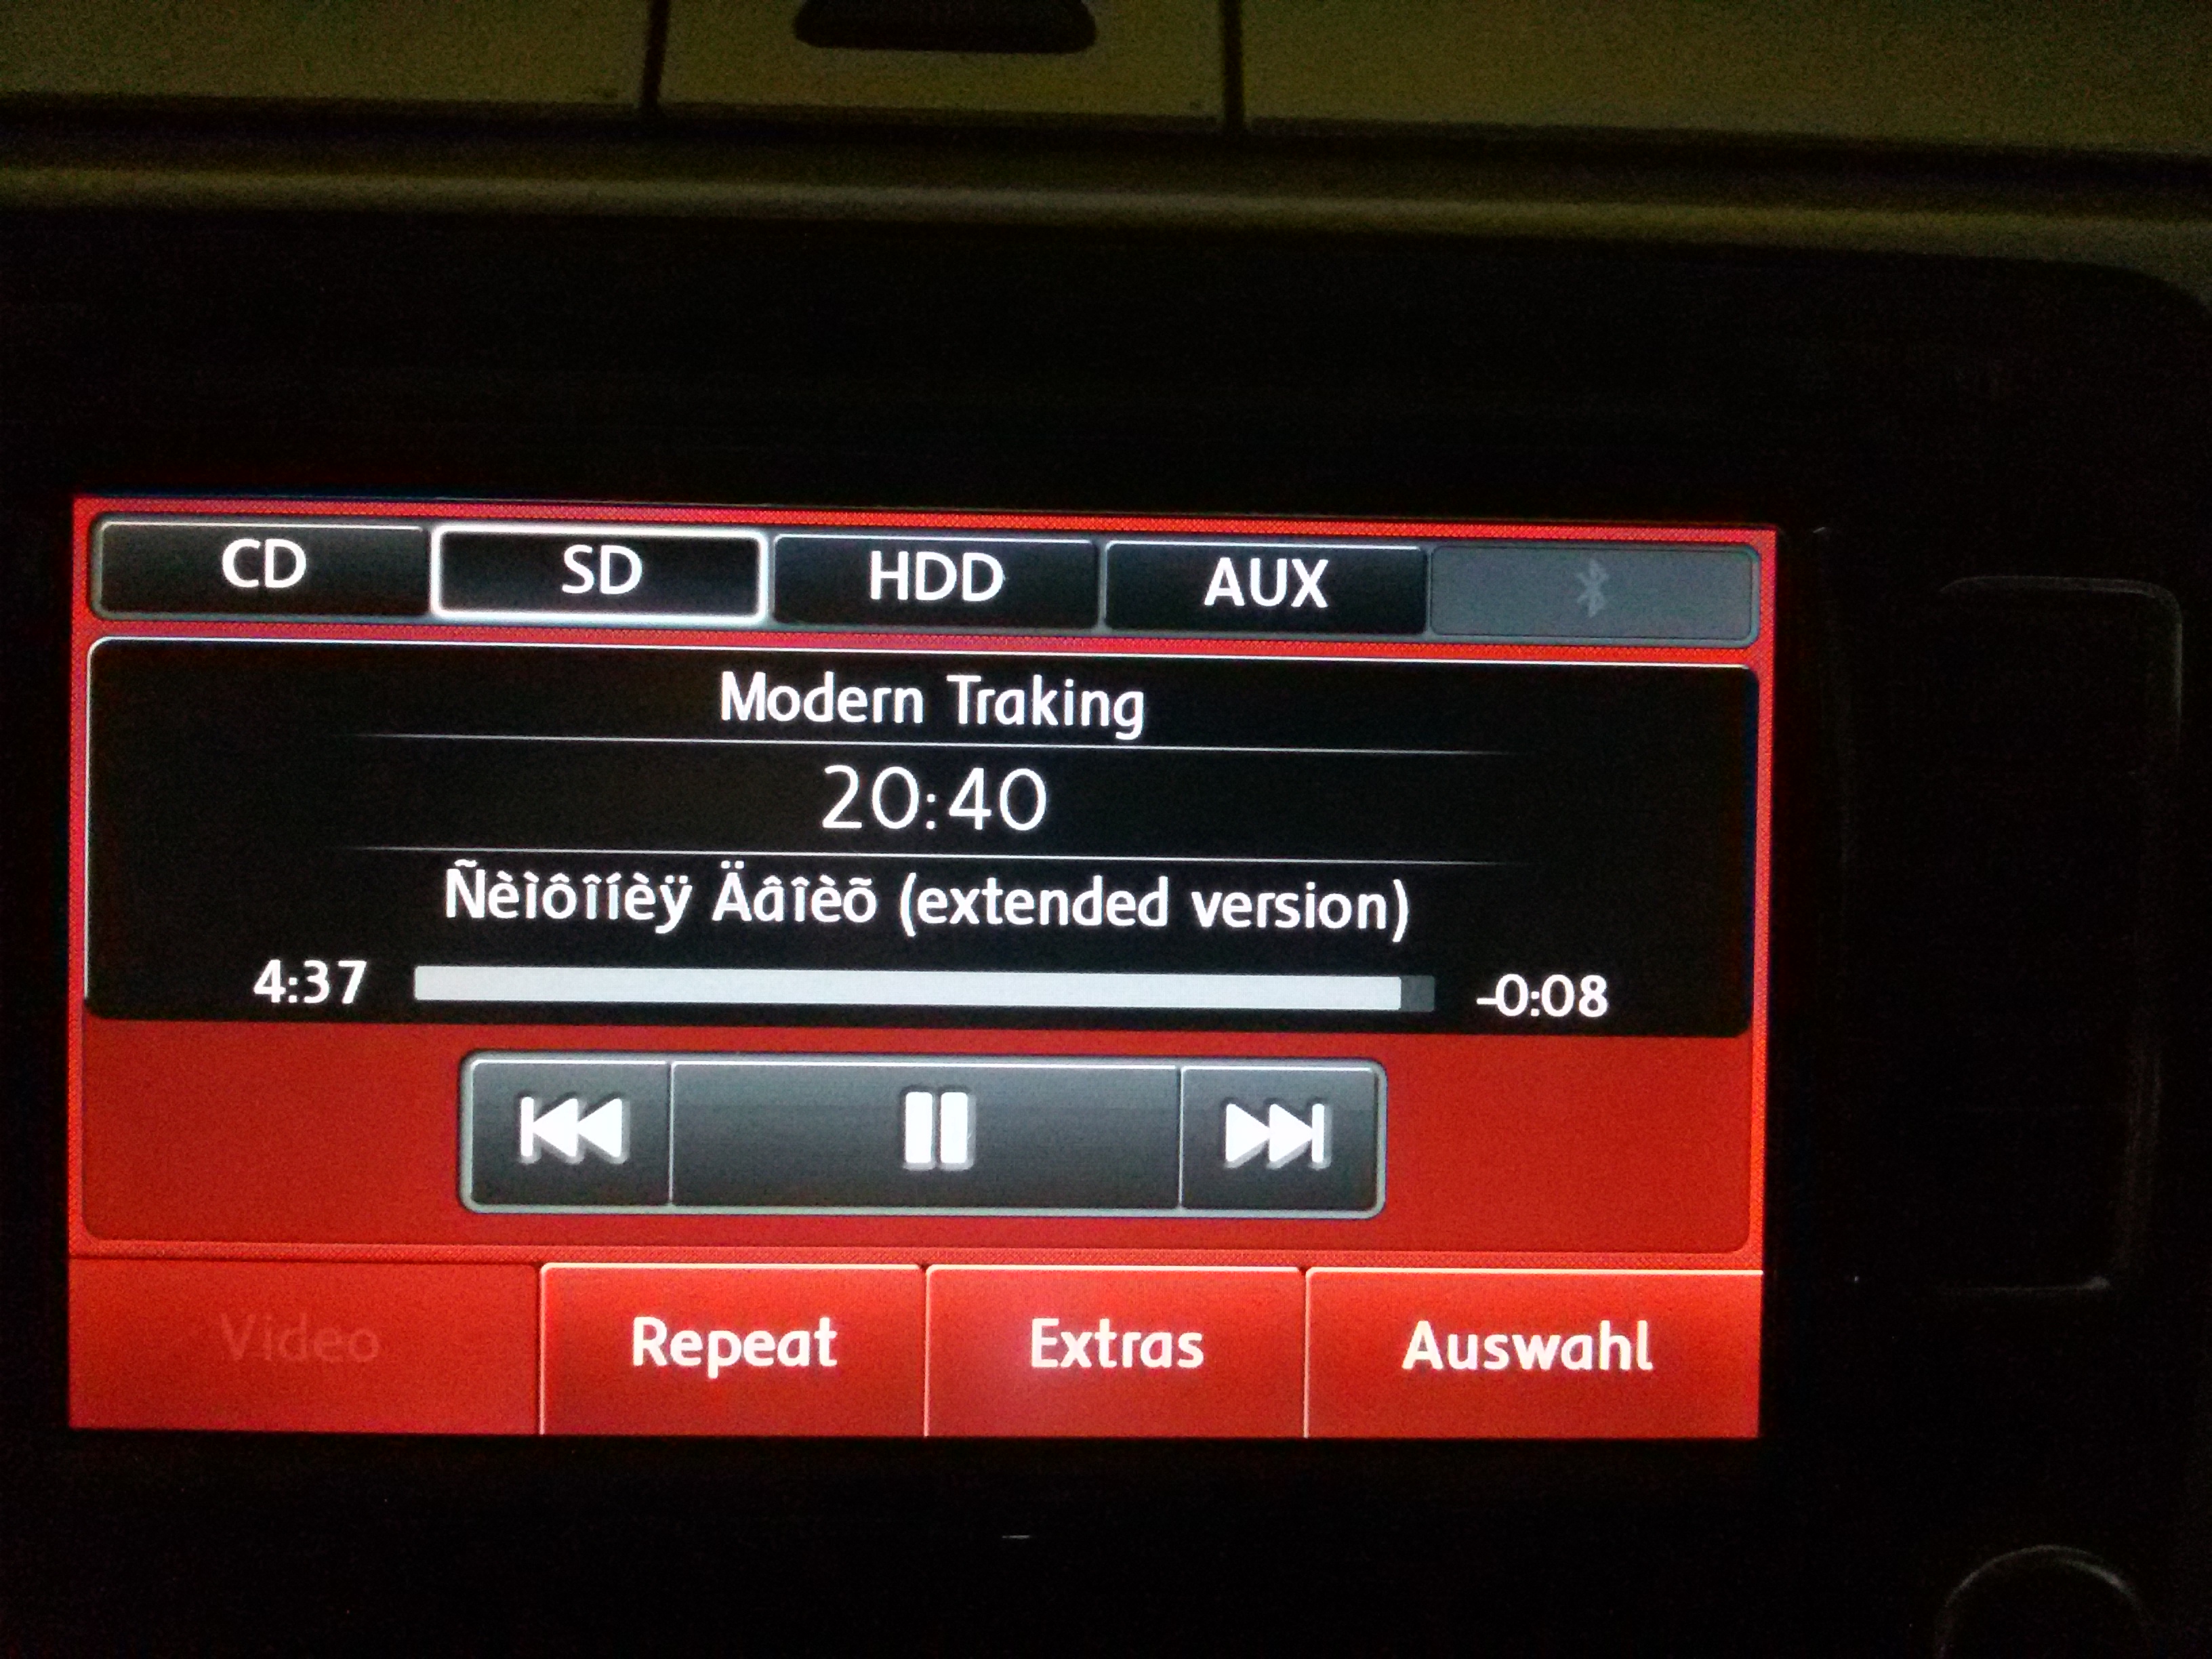 CD SD HDD AUX
Modern Traking
20:40
Ñèìôîíèÿ Äâîèõ (extended version)
4:37 -0:08
Video Repeat Extras Auswahl